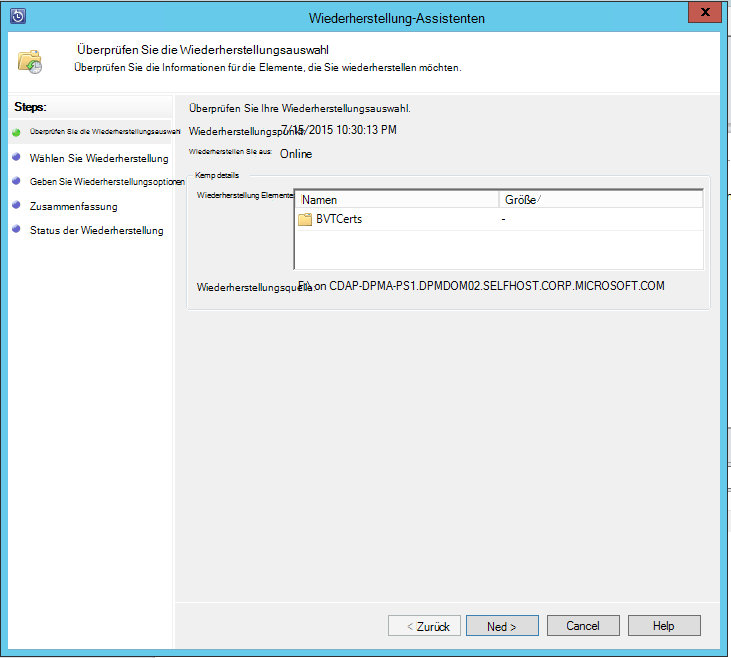 Wiederherstellung-Assistenten
x
Überprüfen Sie die Wiederherstellungsauswahl
Überprüfen Sie die Informationen für die Elemente, die Sie wiederherstellen möchten.
Steps:
Überprüfen Sie die Wiederherstellungsauswahl
Wählen Sie Wiederherstellung
Geben Sie Wiederherstellungsoptionen
Zusammenfassung
Status der Wiederherstellung
Überprüfen Sie Ihre Wiederherstellungsauswahl.
Wiederherstellungspunkt: 7/15/2015 10:30:13 PM
Wiederherstellen Sie aus: Online
Kemp details
Wiederherstellung Elemente
Namen Größe
BVTCerts -
Wiederherstellungsquelle: F:\ on CDAP-DPMA-PS1.DPMDOM02.SELFHOST.CORP.MICROSOFT.COM
< Zurück Ned > Cancel Help